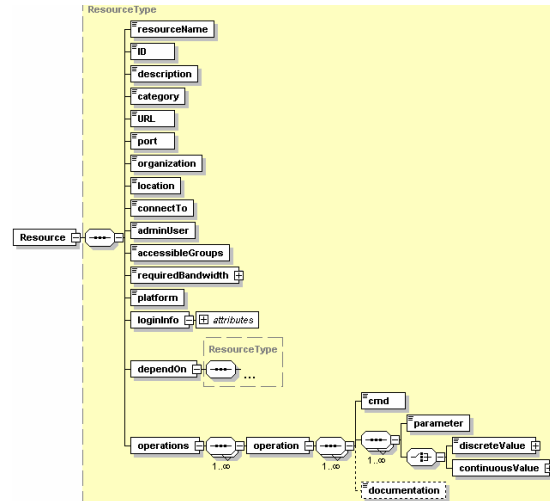 ResourceType
resourceName
ID
description
category
URL
port
organization
location
connectTo
Resource
adminUser
accessibleGroups
requiredBandwidth
platform
loginInfo
attributes
ResourceType
dependOn
...
cmd
parameter
operations
operation
discreteValue
1..∞
1..∞
1..∞
continuousValue
documentation